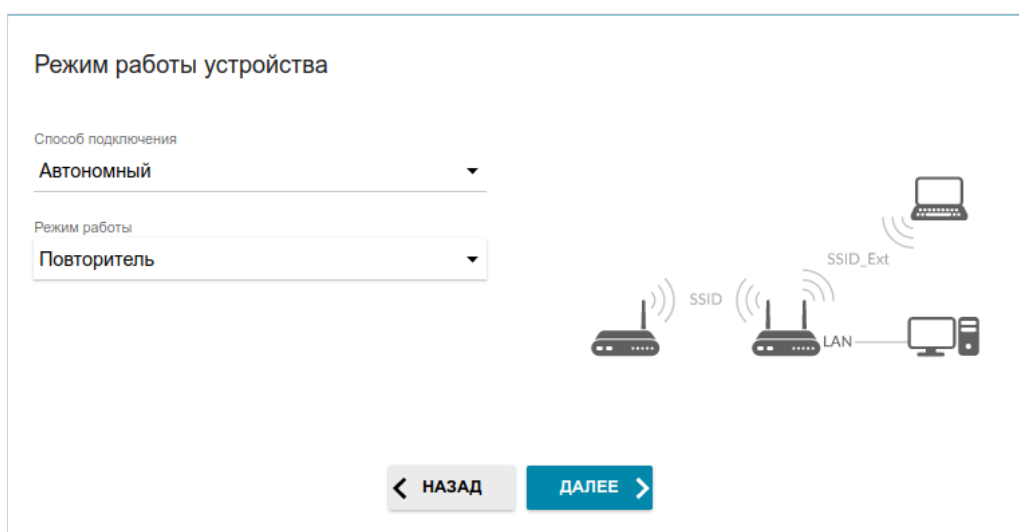 Режим работы устройства
Способ подключения
Автономный
Режим работы
Повторитель
SSID_Ext
SSID
LAN
НАЗАД
ДАЛЕЕ